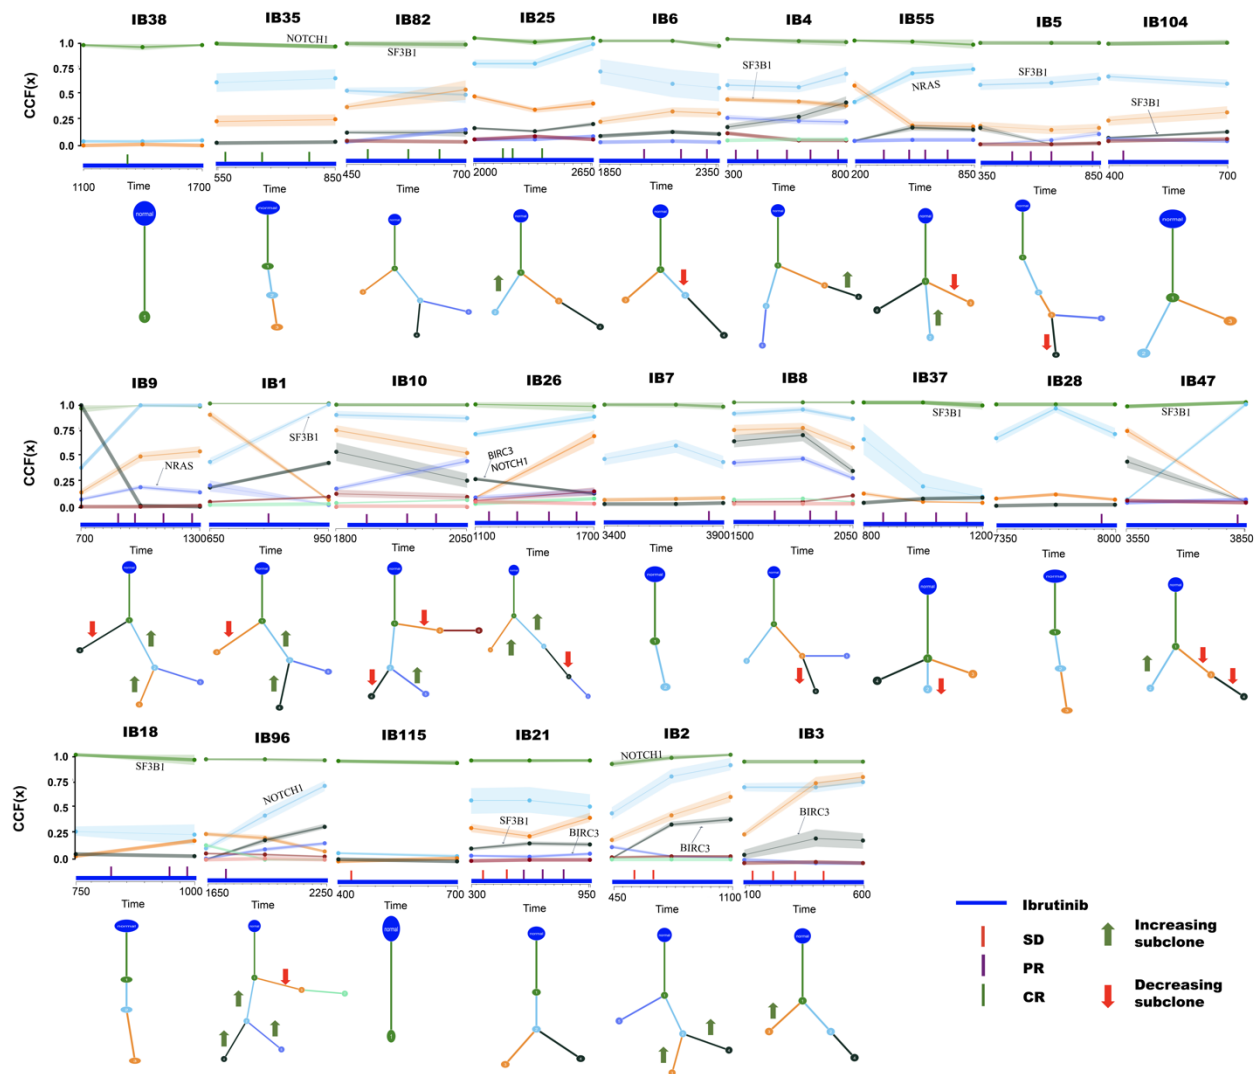 IB38 IB35 IB82 IB25 IB6 IB4 IB55 IB5 IB104
CCF(x)
1.0
0.75
0.5
0.25
0.0
NOTCH1
SF3B1
SF3B1
NRAS
SF3B1
SF3B1
1100 1700 550 850 450 700 2000 2650 1850 2350 300 800 200 850 350 850 400 700
Time Time Time Time Time Time Time Time Time
normal normal normal normal normal normal normal normal normal
IB9 IB1 IB10 IB26 IB7 IB8 IB37 IB28 IB47
1.0
0.75
0.5
0.25
0.0
NRAS
SF3B1
BIRC3
NOTCH1
SF3B1
SF3B1
700 1300 650 950 1800 2050 1100 1700 3400 3900 1500 2050 800 1200 7350 8000 3550 3850
Time Time Time Time Time Time Time Time Time
normal normal normal normal normal normal normal normal normal
IB18 IB96 IB115 IB21 IB2 IB3
CCF(x)
1.0
0.75
0.5
0.25
0.0
SF3B1
NOTCH1
SF3B1
BIRC3
NOTCH1
BIRC3
BIRC3
750 1000 1650 2250 400 700 300 950 450 1100 100 600
Time Time Time Time Time Time
normal normal normal normal normal normal
Ibrutinib
SD
PR
CR
Increasing
subclone
Decreasing
subclone